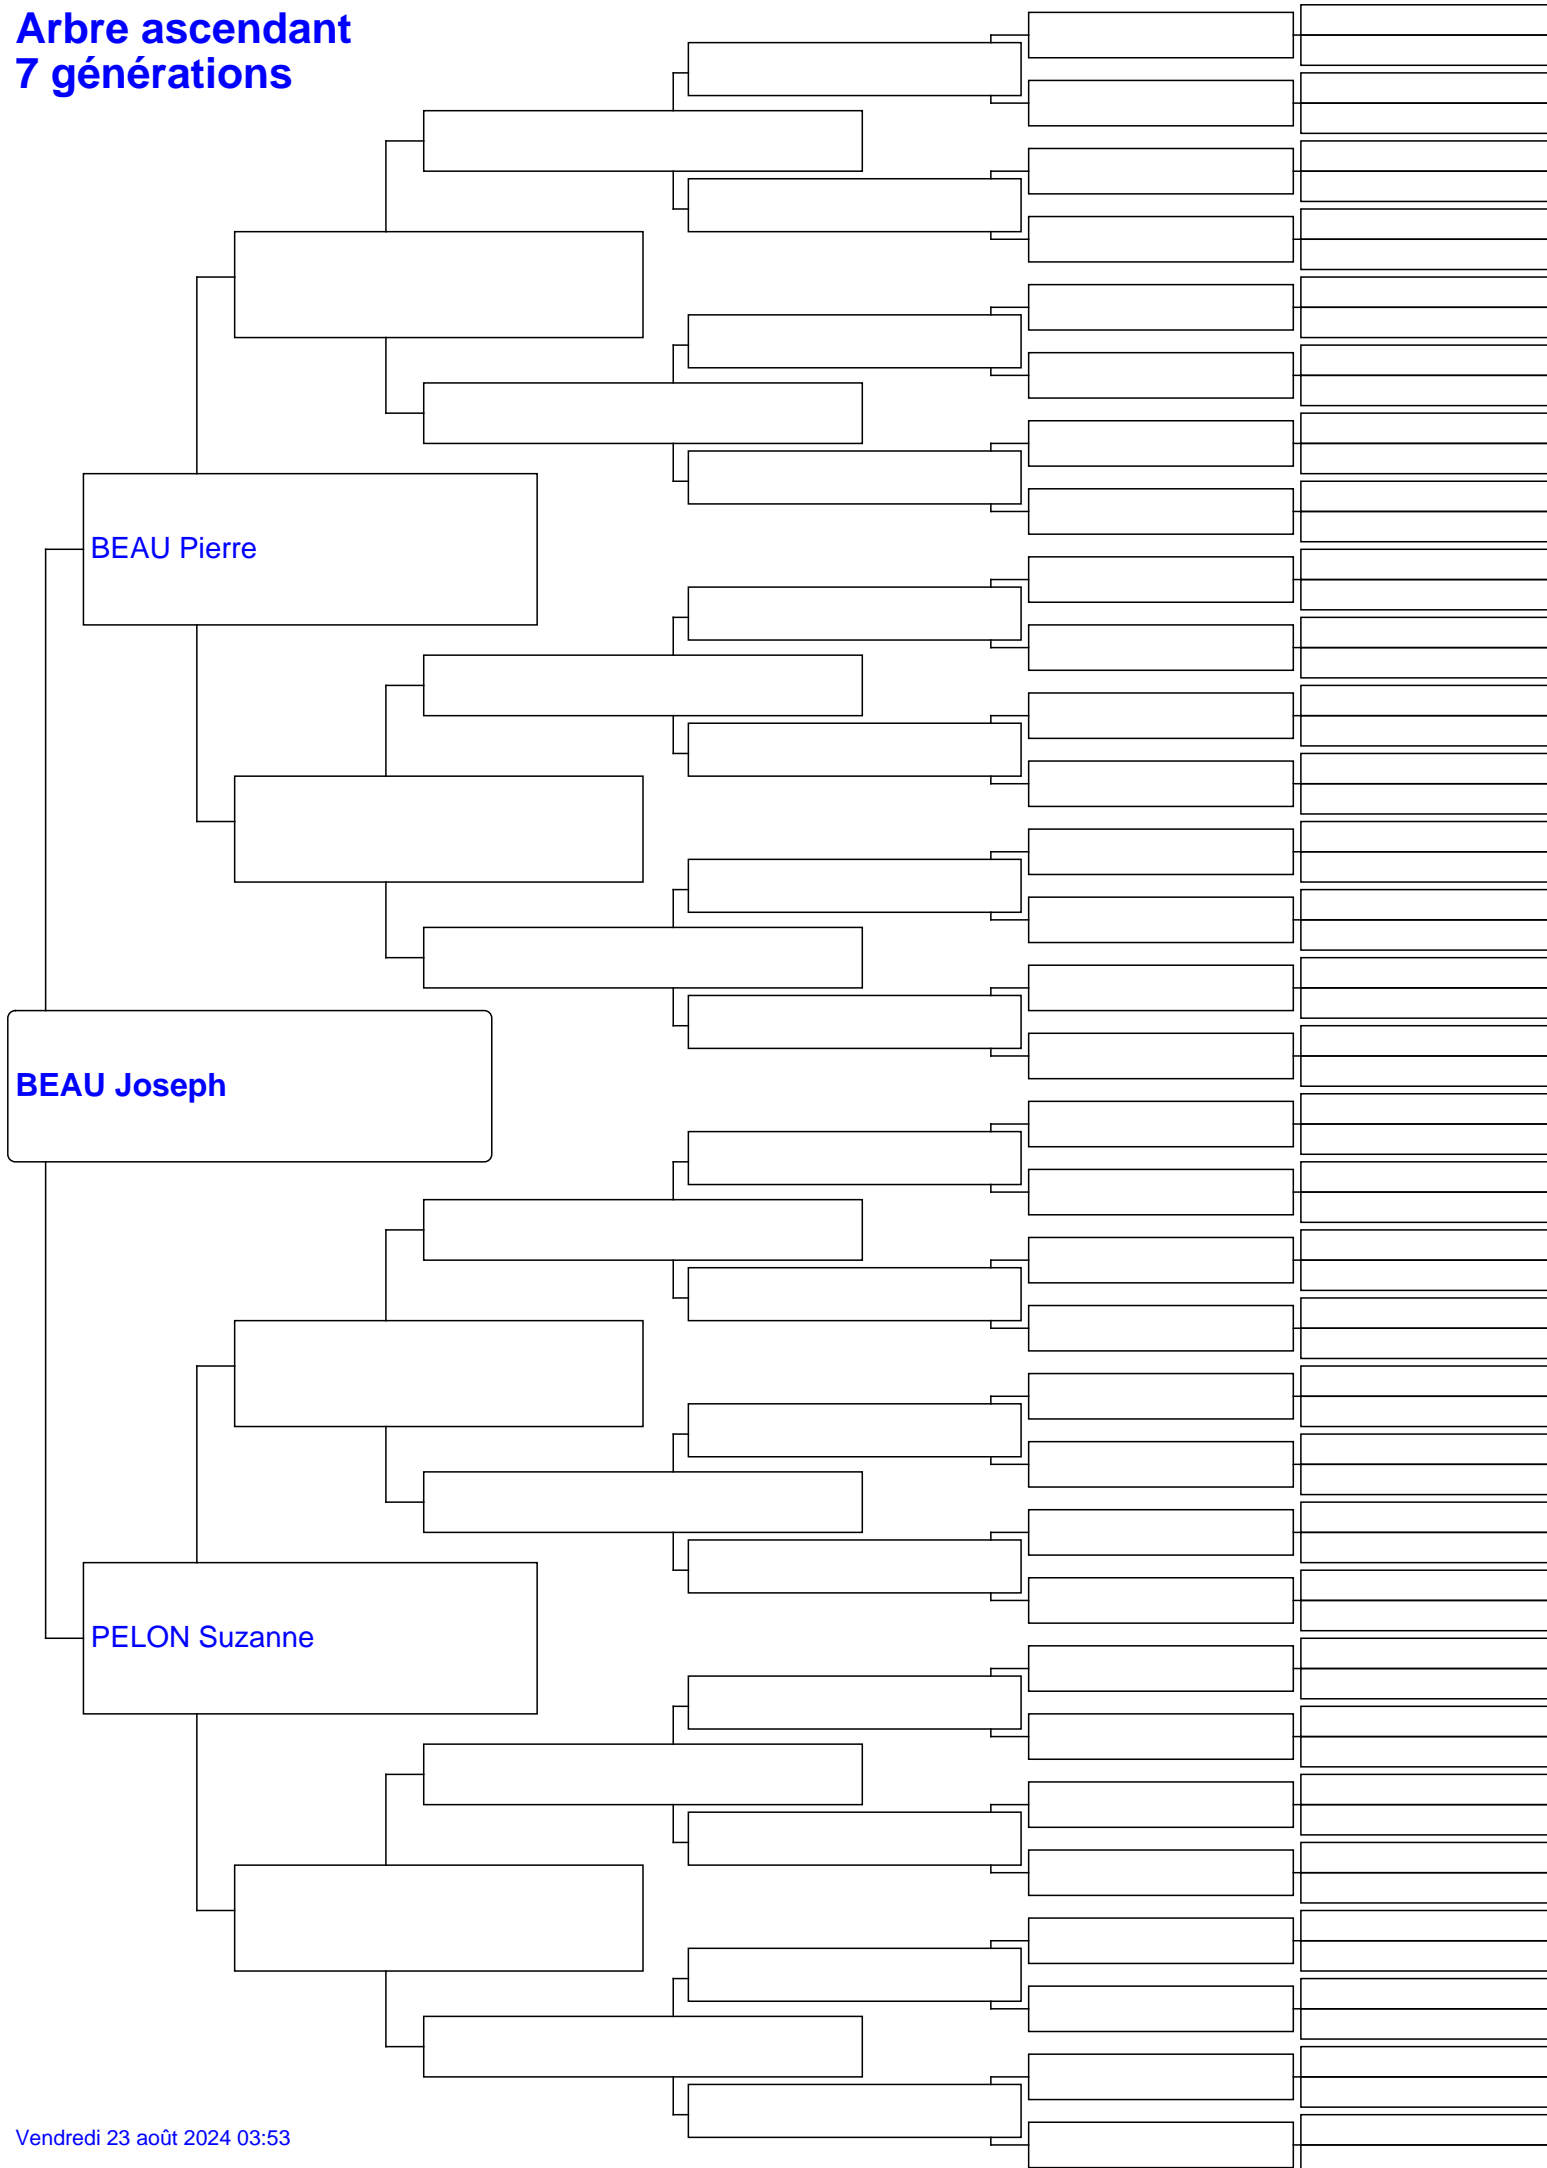 Arbre ascendant
7 générations
BEAU Pierre
BEAU Joseph
PELON Suzanne
Vendredi 23 août 2024 03:53